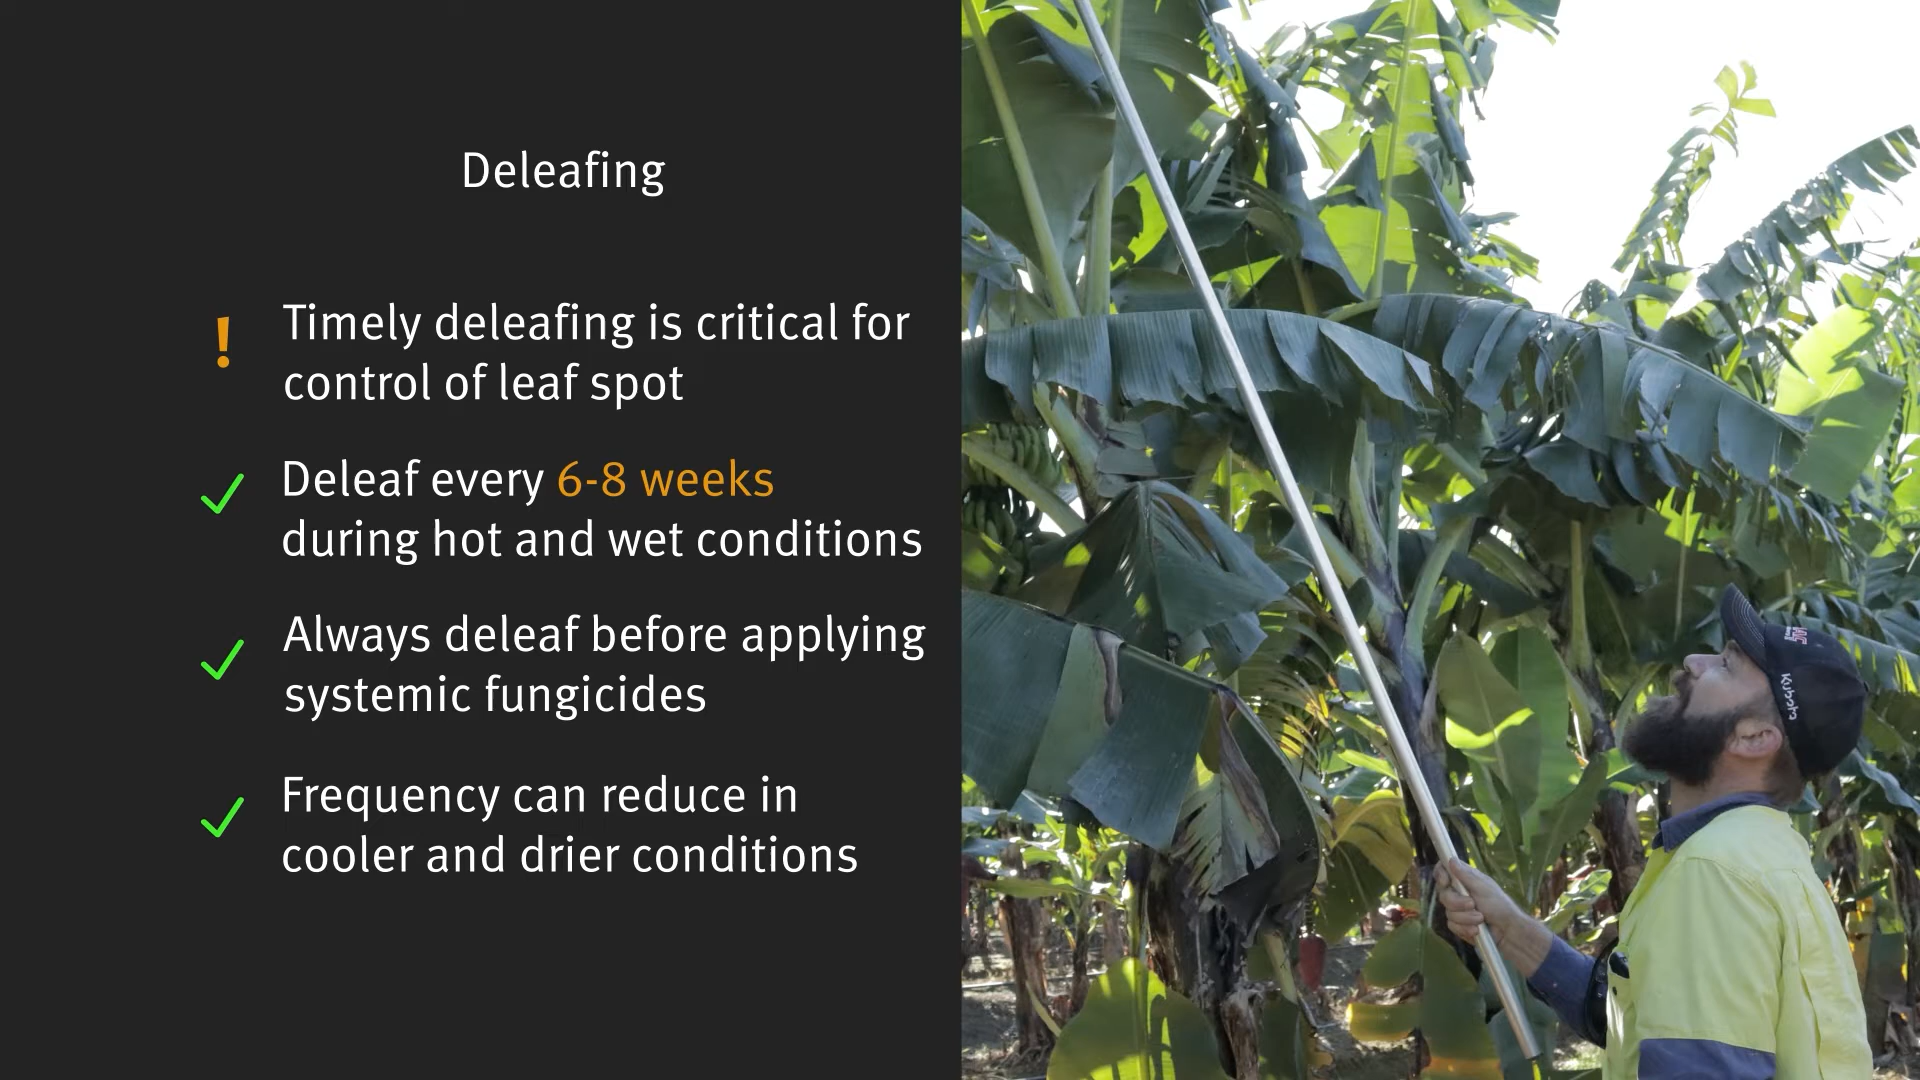 Deleafing
! Timely deleafing is critical for
control of leaf spot
Deleaf every 6-8 weeks
during hot and wet conditions
Always deleaf before applying
systemic fungicides
Frequency can reduce in
cooler and drier conditions
Kubota